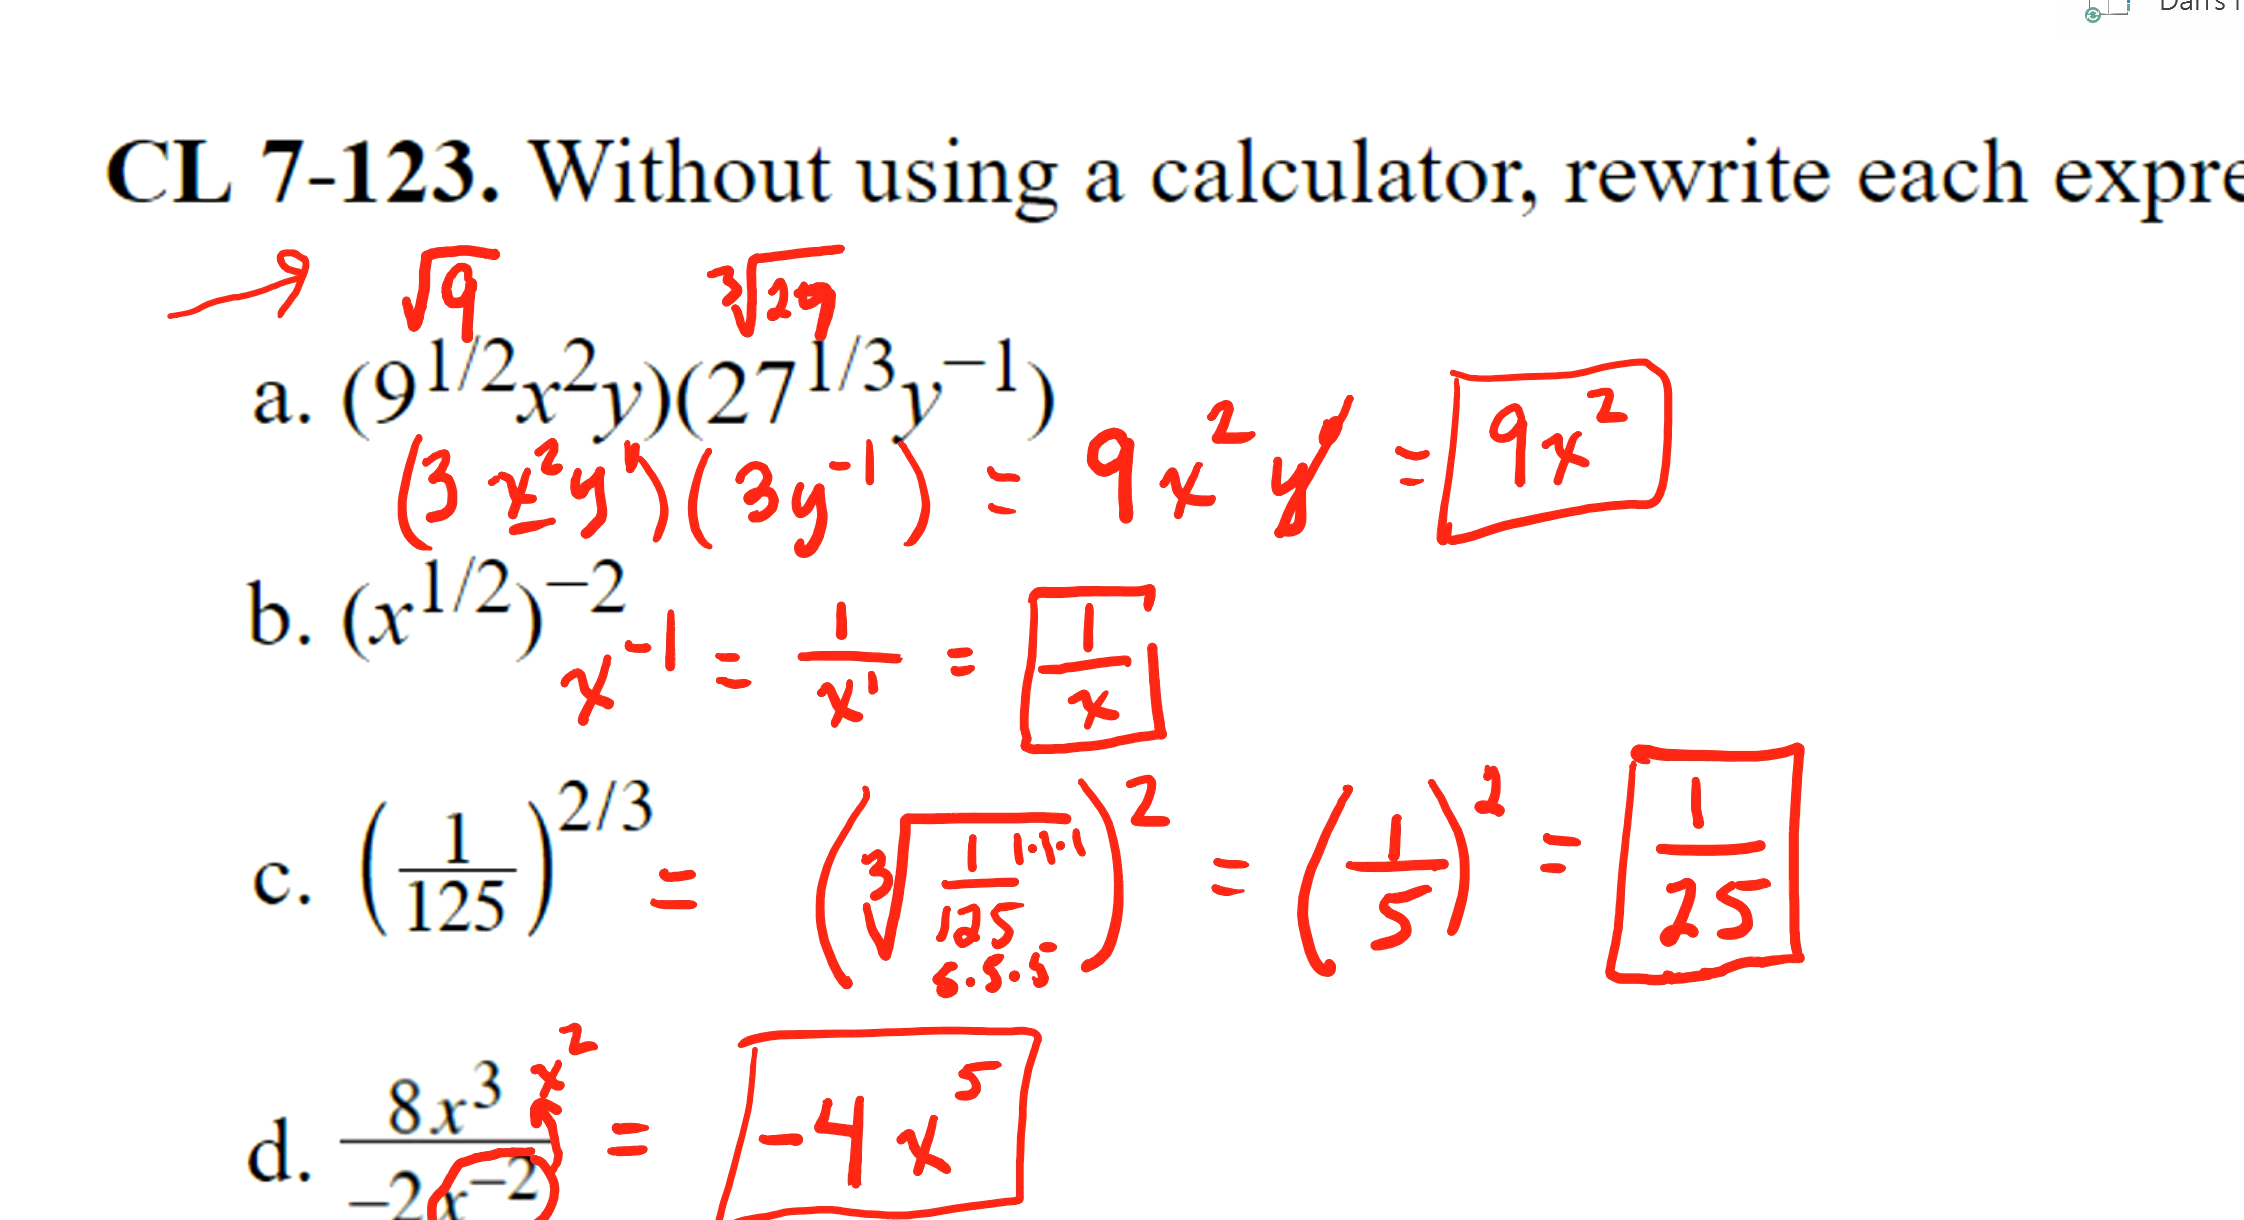 Dan's
CL 7-123. Without using a calculator, rewrite each expre
√9 ∛27
a. (9^1/2 x^2 y)(27^1/3 y^−1)
(3 x^2 y^1)(3y^-1) = 9x^2 y^0 = 9x^2
b. (x^1/2)^−2
x^-1 = 1/x^1 = 1/x
c. (1/125)^2/3 = (∛(1/125))^2 = (1/5)^2 = 1/25
1·1·1
5·5·5
d. 8x^3 x^2 / −2x^−2 = -4x^5